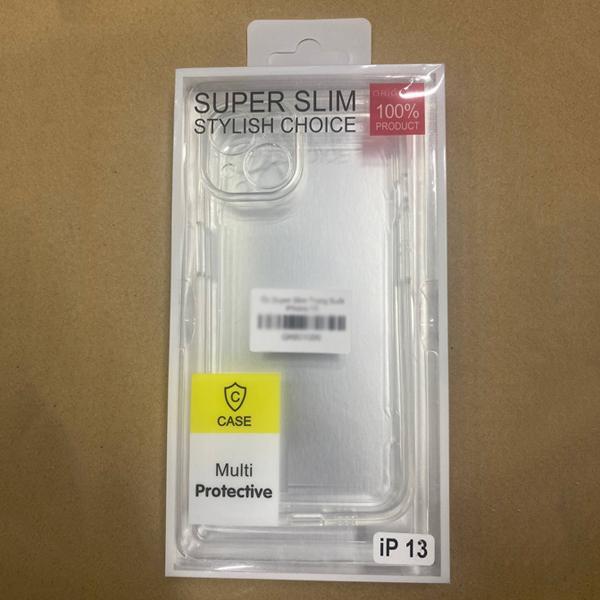 SUPER SLIM
STYLISH CHOICE
100%
PRODUCT
C
CASE
Multi
Protective
iP 13